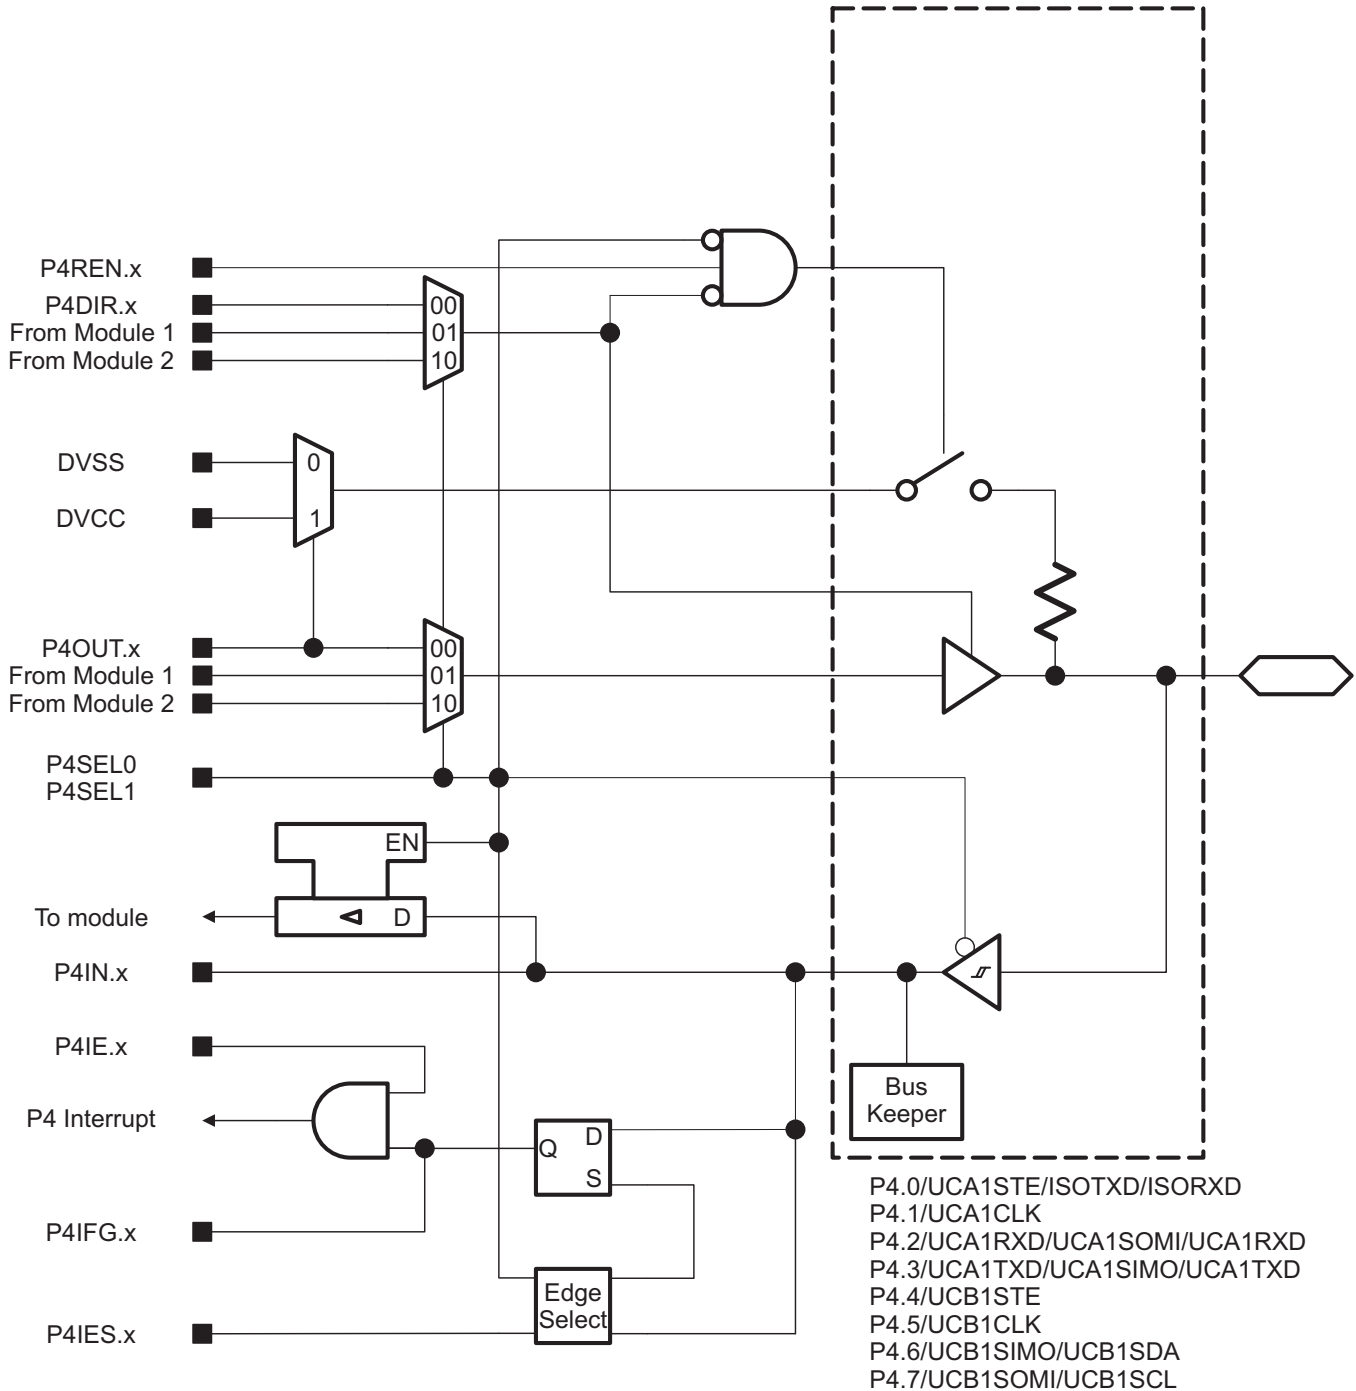 P4REN.x
P4DIR.x
From Module 1
From Module 2
00
01
10
DVSS
DVCC
0
1
P4OUT.x
From Module 1
From Module 2
00
01
10
P4SEL0
P4SEL1
EN
To module
D
P4IN.x
P4IE.x
P4 Interrupt
Q
D
S
Bus
Keeper
P4IFG.x
Edge
Select
P4IES.x
P4.0/UCA1STE/ISOTXD/ISORXD
P4.1/UCA1CLK
P4.2/UCA1RXD/UCA1SOMI/UCA1RXD
P4.3/UCA1TXD/UCA1SIMO/UCA1TXD
P4.4/UCB1STE
P4.5/UCB1CLK
P4.6/UCB1SIMO/UCB1SDA
P4.7/UCB1SOMI/UCB1SCL